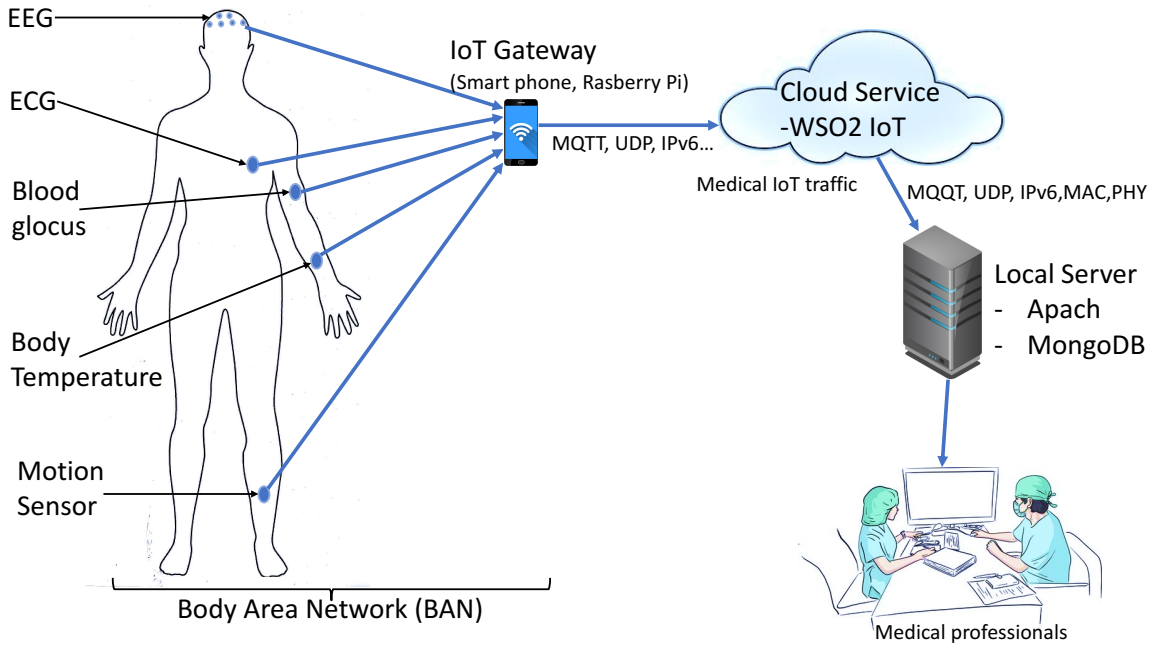 EEG
ECG
Blood
glocus
Body
Temperature
Motion
Sensor
Body Area Network (BAN)
IoT Gateway
(Smart phone, Rasberry Pi)
MQTT, UDP, IPv6...
Cloud Service
-WSO2 IoT
Medical IoT traffic
MQQT, UDP, IPv6,MAC,PHY
Local Server
- Apach
- MongoDB
Medical professionals